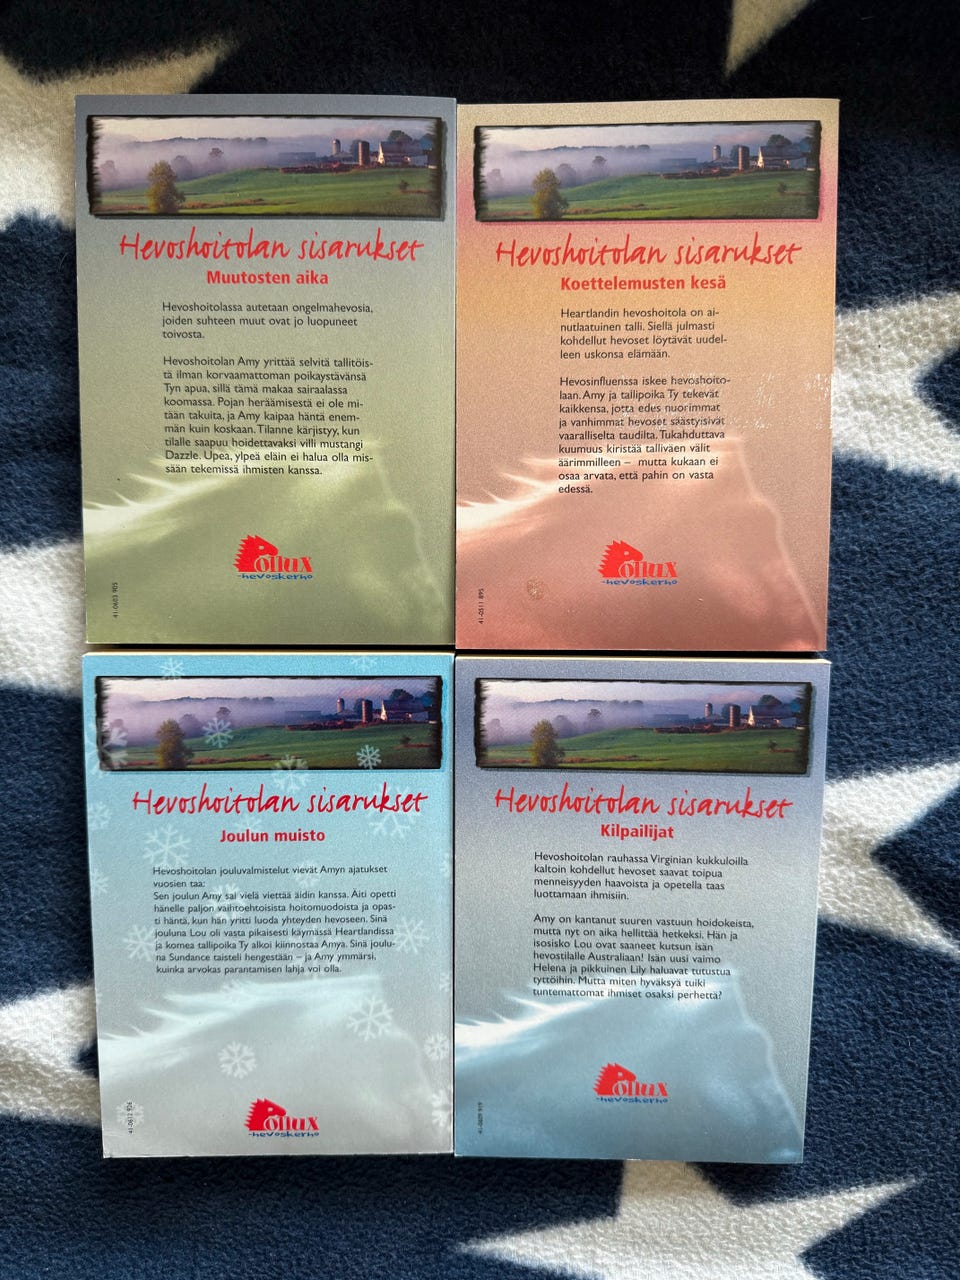 Hevoshoitolan sisarukset
Muutosten aika
Hevoshoitolassa autetaan ongelmahevosia,
joiden suhteen muut ovat jo luopuneet
toivosta.
Hevoshoitolan Amy yrittää selvitä tallitöis-
tä ilman korvaamattoman poikaystävänsä
Tyn apua, sillä tämä makaa sairaalassa
koomassa. Pojan heräämisestä ei ole mi-
tään takuita, ja Amy kaipaa häntä enem-
män kuin koskaan. Tilanne kärjistyy, kun
tilalle saapuu hoidettavaksi villi mustangi
Dazzle. Upea, ylpeä eläin ei halua olla mis-
sään tekemisissä ihmisten kanssa.
Pollux
-hevoskerho
41-0603 905
Hevoshoitolan sisarukset
Koettelemusten kesä
Heartlandin hevoshoitola on ai-
nutlaatuinen talli. Siellä julmasti
kohdellut hevoset löytävät uudel-
leen uskonsa elämään.
Hevosinfluenssa iskee hevoshoito-
laan. Amy ja tallipoika Ty tekevät
kaikkensa, jotta edes nuorimmat
ja vanhimmat hevoset säästyisivät
vaaralliselta taudilta. Tukahduttava
kuumuus kiristää talliväen välit
äärimmilleen – mutta kukaan ei
osaa arvata, että pahin on vasta
edessä.
Pollux
-hevoskerho
41-0511 895
Hevoshoitolan sisarukset
Joulun muisto
Hevoshoitolan jouluvalmistelut vievät Amyn ajatukset
vuosien taa:
Sen joulun Amy sai vielä viettää äidin kanssa. Äiti opetti
hänelle paljon vaihtoehtoisista hoitomuodoista ja opas-
ti häntä, kun hän yritti luoda yhteyden hevoseen. Sinä
jouluna Lou oli vasta pikaisesti käymässä Heartlandissa
ja komea tallipoika Ty alkoi kiinnostaa Amya. Sinä joulu-
na Sundance taisteli hengestään – ja Amy ymmärsi,
kuinka arvokas parantamisen lahja voi olla.
Pollux
-hevoskerho
41-0612 926
Hevoshoitolan sisarukset
Kilpailijat
Hevoshoitolan rauhassa Virginian kukkuloilla
kaltoin kohdellut hevoset saavat toipua
menneisyyden haavoista ja opetella taas
luottamaan ihmisiin.
Amy on kantanut suuren vastuun hoidokeista,
mutta nyt on aika hellittää hetkeksi. Hän ja
isosisko Lou ovat saaneet kutsun isän
hevostilalle Australiaan! Isän uusi vaimo
Helena ja pikkuinen Lily haluavat tutustua
tyttöihin. Mutta miten hyväksyä tuiki
tuntemattomat ihmiset osaksi perhettä?
Pollux
-hevoskerho